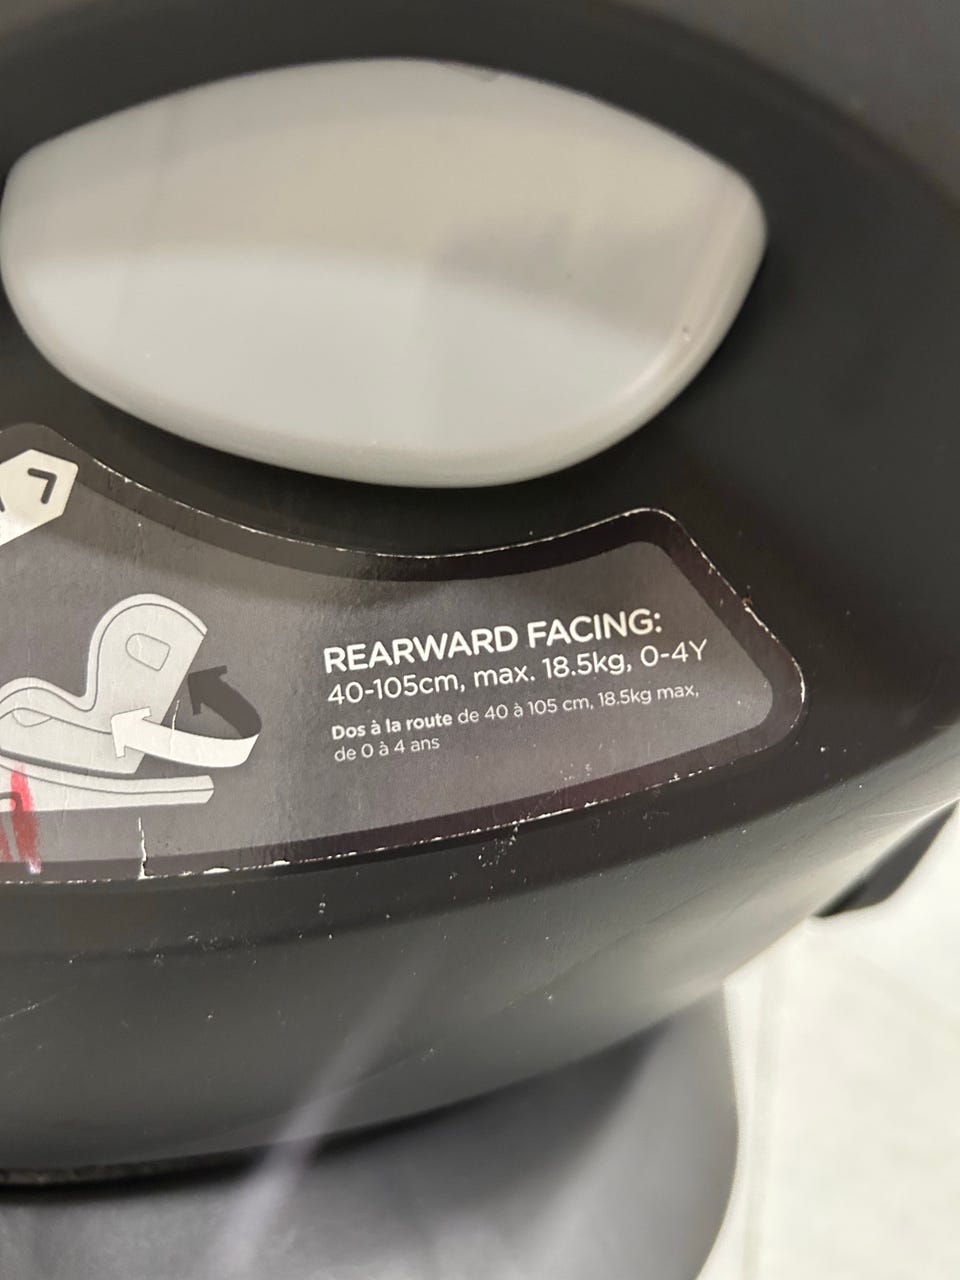 REARWARD FACING:
40-105cm, max. 18.5kg, 0-4Y
Dos à la route de 40 à 105 cm, 18.5kg max,
de 0 à 4 ans